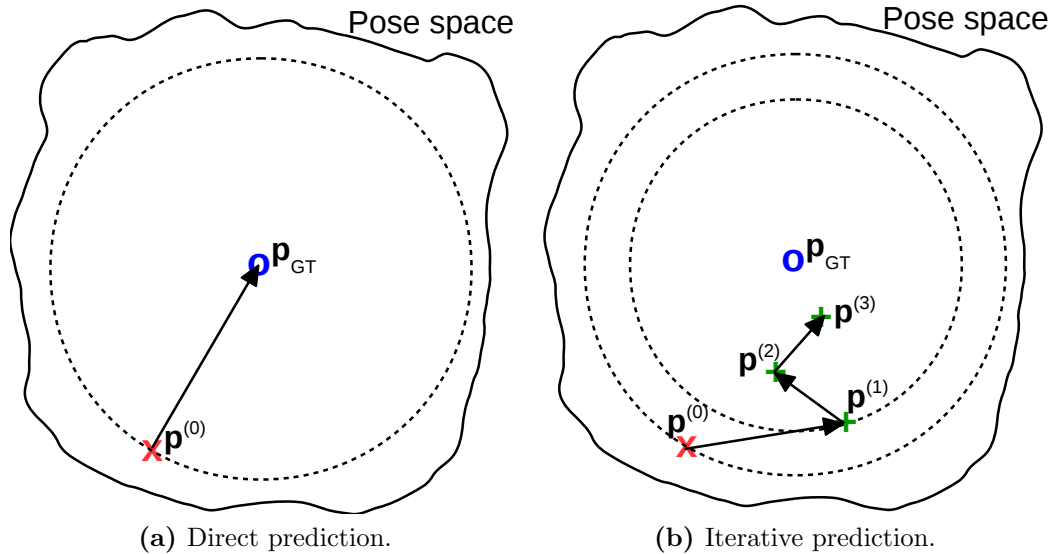 Pose space
o p_GT
x p^(0)
(a) Direct prediction.
Pose space
o p_GT
p^(3)
p^(2)
p^(1)
p^(0)
x
(b) Iterative prediction.